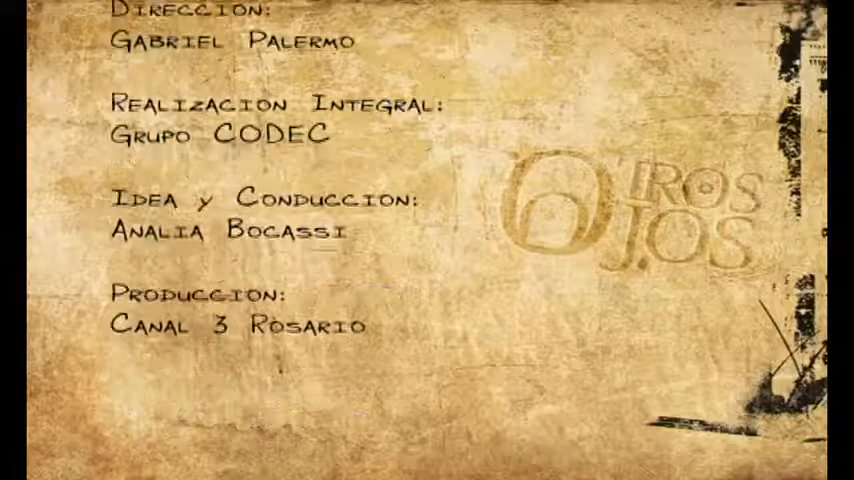 DIRECCION:
GABRIEL PALERMO
REALIZACION INTEGRAL:
GRUPO CODEC
IDEA Y CONDUCCION:
ANALIA BOCASSI
PRODUCCION:
CANAL 3 ROSARIO
OTROS
OJOS